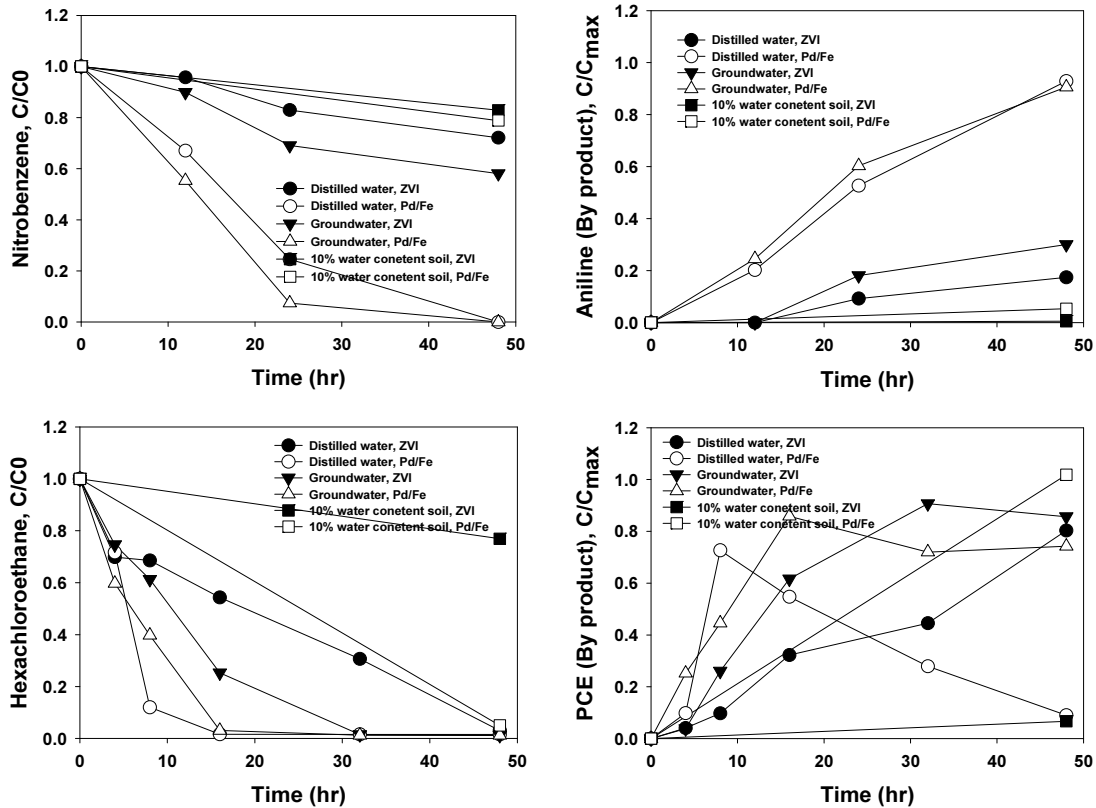 Nitrobenzene, C/C0
1.2
1.0
0.8
0.6
0.4
0.2
0.0
Distilled water, ZVI
Distilled water, Pd/Fe
Groundwater, ZVI
Groundwater, Pd/Fe
10% water conetent soil, ZVI
10% water conetent soil, Pd/Fe
0 10 20 30 40 50
Time (hr)
Aniline (By product), C/Cmax
1.2
1.0
0.8
0.6
0.4
0.2
0.0
Distilled water, ZVI
Distilled water, Pd/Fe
Groundwater, ZVI
Groundwater, Pd/Fe
10% water conetent soil, ZVI
10% water conetent soil, Pd/Fe
0 10 20 30 40 50
Time (hr)
Hexachloroethane, C/C0
1.2
1.0
0.8
0.6
0.4
0.2
0.0
Distilled water, ZVI
Distilled water, Pd/Fe
Groundwater, ZVI
Groundwater, Pd/Fe
10% water conetent soil, ZVI
10% water conetent soil, Pd/Fe
0 10 20 30 40 50
Time (hr)
PCE (By product), C/Cmax
1.2
1.0
0.8
0.6
0.4
0.2
0.0
Distilled water, ZVI
Distilled water, Pd/Fe
Groundwater, ZVI
Groundwater, Pd/Fe
10% water conetent soil, ZVI
10% water conetent soil, Pd/Fe
0 10 20 30 40 50
Time (hr)